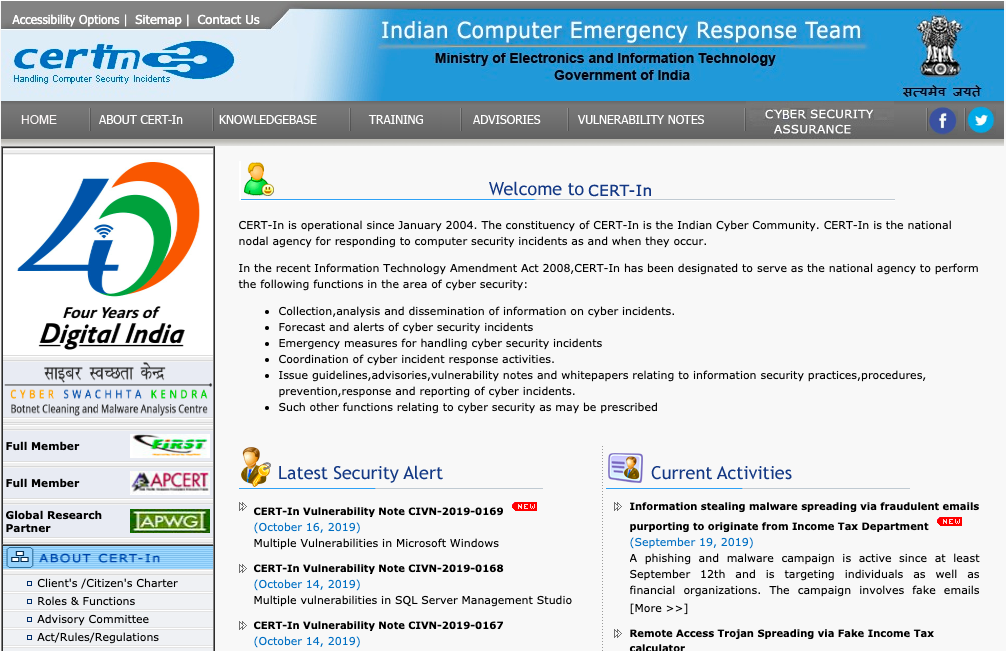 Accessibility Options | Sitemap | Contact Us
certin
Handling Computer Security Incidents
Indian Computer Emergency Response Team
Ministry of Electronics and Information Technology
Government of India
सत्यमेव जयते
HOME
ABOUT CERT-In
KNOWLEDGEBASE
TRAINING
ADVISORIES
VULNERABILITY NOTES
CYBER SECURITY
ASSURANCE
f
Four Years of
Digital India
साइबर स्वच्छता केन्द्र
CYBER SWACHHTA KENDRA
Botnet Cleaning and Malware Analysis Centre
Full Member
FiRST
Full Member
APCERT
Global Research
Partner
APWG
ABOUT CERT-In
Client's /Citizen's Charter
Roles & Functions
Advisory Committee
Act/Rules/Regulations
Welcome to CERT-In
CERT-In is operational since January 2004. The constituency of CERT-In is the Indian Cyber Community. CERT-In is the national
nodal agency for responding to computer security incidents as and when they occur.
In the recent Information Technology Amendment Act 2008,CERT-In has been designated to serve as the national agency to perform
the following functions in the area of cyber security:
Collection,analysis and dissemination of information on cyber incidents.
Forecast and alerts of cyber security incidents
Emergency measures for handling cyber security incidents
Coordination of cyber incident response activities.
Issue guidelines,advisories,vulnerability notes and whitepapers relating to information security practices,procedures,
prevention,response and reporting of cyber incidents.
Such other functions relating to cyber security as may be prescribed
Latest Security Alert
CERT-In Vulnerability Note CIVN-2019-0169 NEW
(October 16, 2019)
Multiple Vulnerabilities in Microsoft Windows
CERT-In Vulnerability Note CIVN-2019-0168
(October 14, 2019)
Multiple vulnerabilities in SQL Server Management Studio
CERT-In Vulnerability Note CIVN-2019-0167
(October 14, 2019)
Current Activities
Information stealing malware spreading via fraudulent emails
purporting to originate from Income Tax Department NEW
(September 19, 2019)
A phishing and malware campaign is active since at least
September 12th and is targeting individuals as well as
financial organizations. The campaign involves fake emails
[More >>]
Remote Access Trojan Spreading via Fake Income Tax
calculator